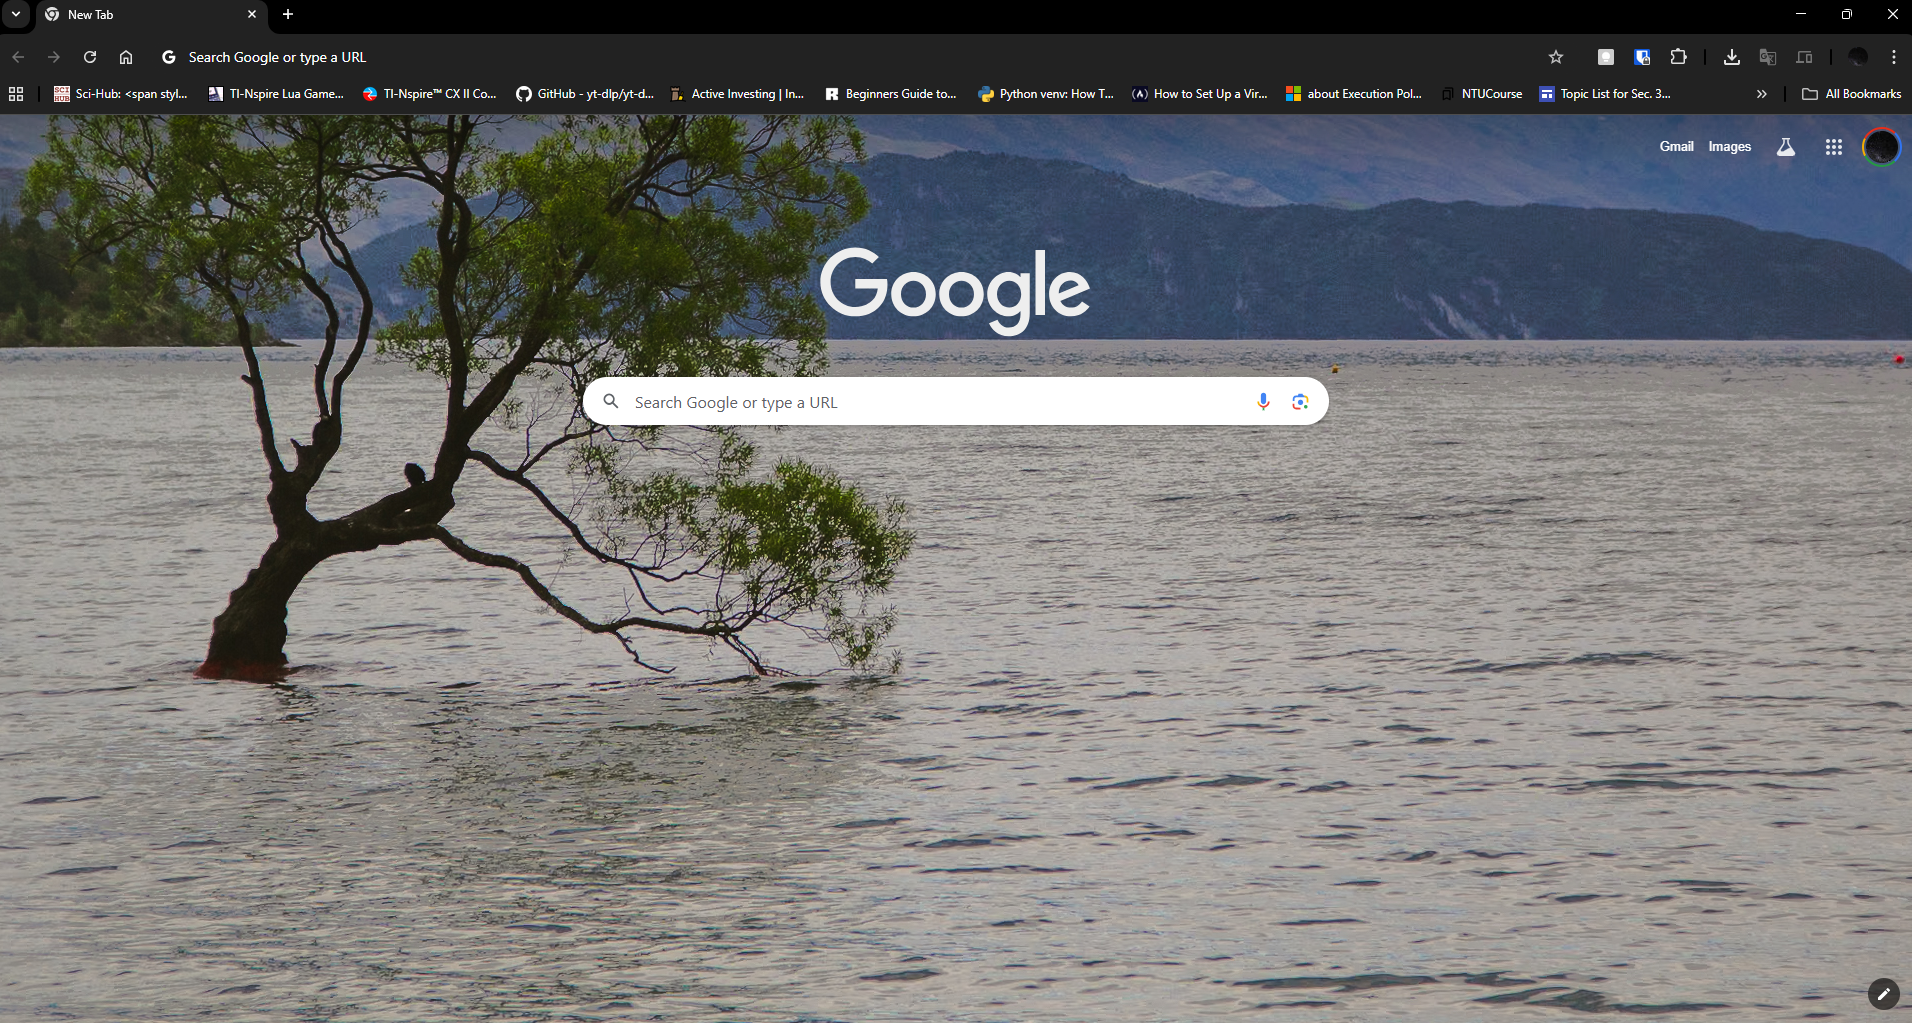 New Tab
Search Google or type a URL
Sci-Hub: <span styl... TI-Nspire Lua Game... TI-Nspire™ CX II Co... GitHub - yt-dlp/yt-d... Active Investing | In... Beginners Guide to... Python venv: How T... How to Set Up a Vir... about Execution Pol... NTUCourse Topic List for Sec. 3... All Bookmarks
Gmail Images
Google
Search Google or type a URL